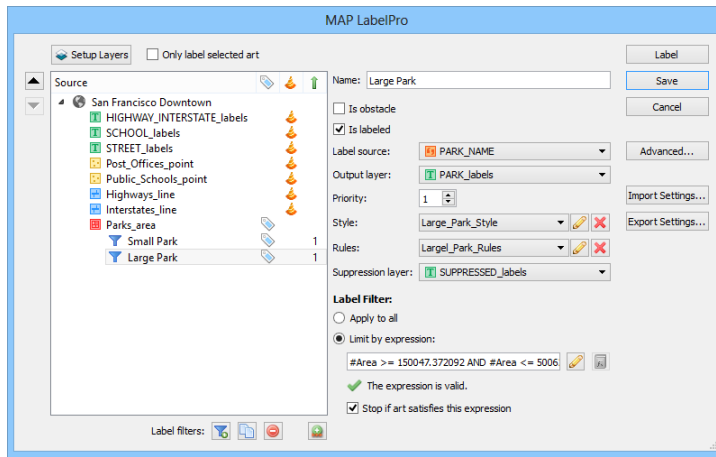 MAP LabelPro
Setup Layers
Only label selected art
Label
Source
Name: Large Park
Save
San Francisco Downtown
Is obstacle
Cancel
HIGHWAY_INTERSTATE_labels
Is labeled
SCHOOL_labels
STREET_labels
Label source: PARK_NAME
Advanced...
Post_Offices_point
Output layer: PARK_labels
Public_Schools_point
Priority: 1
Import Settings...
Highways_line
Interstates_line
Style: Large_Park_Style
Export Settings...
Parks_area
Small Park 1
Rules: Largel_Park_Rules
Large Park 1
Suppression layer: SUPPRESSED_labels
Label Filter:
Apply to all
Limit by expression:
#Area >= 150047.372092 AND #Area <= 5006
The expression is valid.
Stop if art satisfies this expression
Label filters: